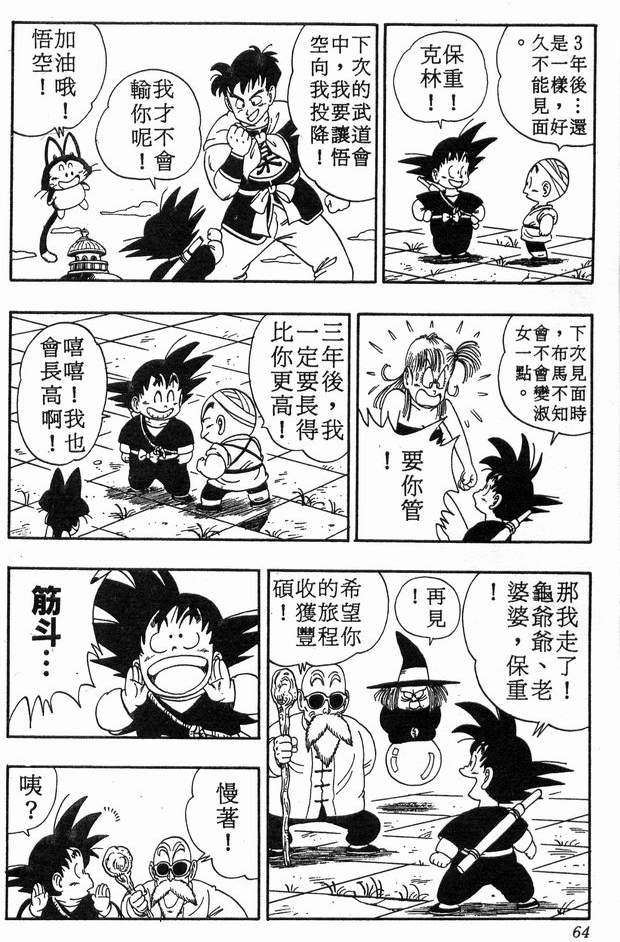 3年後…還
是一樣，好
久不能見面
。
保重！
克林！
下次的武道會
中，我要讓悟
空向我投降！
我才不會
輸你呢！
加油哦！
悟空！
下次見面時
，布馬不知
會不會變淑
女一點。
要你管
！
三年後，我
一定要長得
比你更高！
嘻嘻！我也
會長高啊！
那我走了！
龜爺爺、老
婆婆，保重
！
再見
！
希望你
的旅程
收獲豐
碩！
筋斗…
慢著！
咦？
64